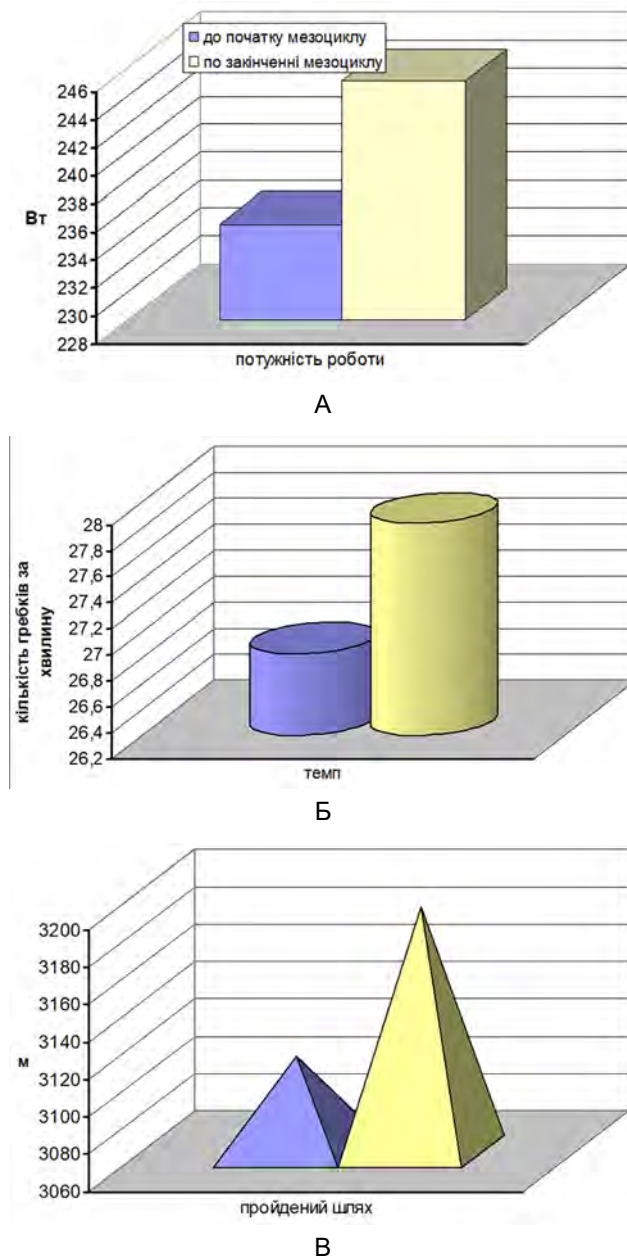 до початку мезоциклу
по закінченні мезоциклу
246
244
242
240
238
236
234
232
230
228
Вт
потужність роботи
А
28
27,8
27,6
27,4
27,2
27
26,8
26,6
26,4
26,2
кількість гребків за
хвилину
темп
Б
3200
3180
3160
3140
3120
3100
3080
3060
м
пройдений шлях
В